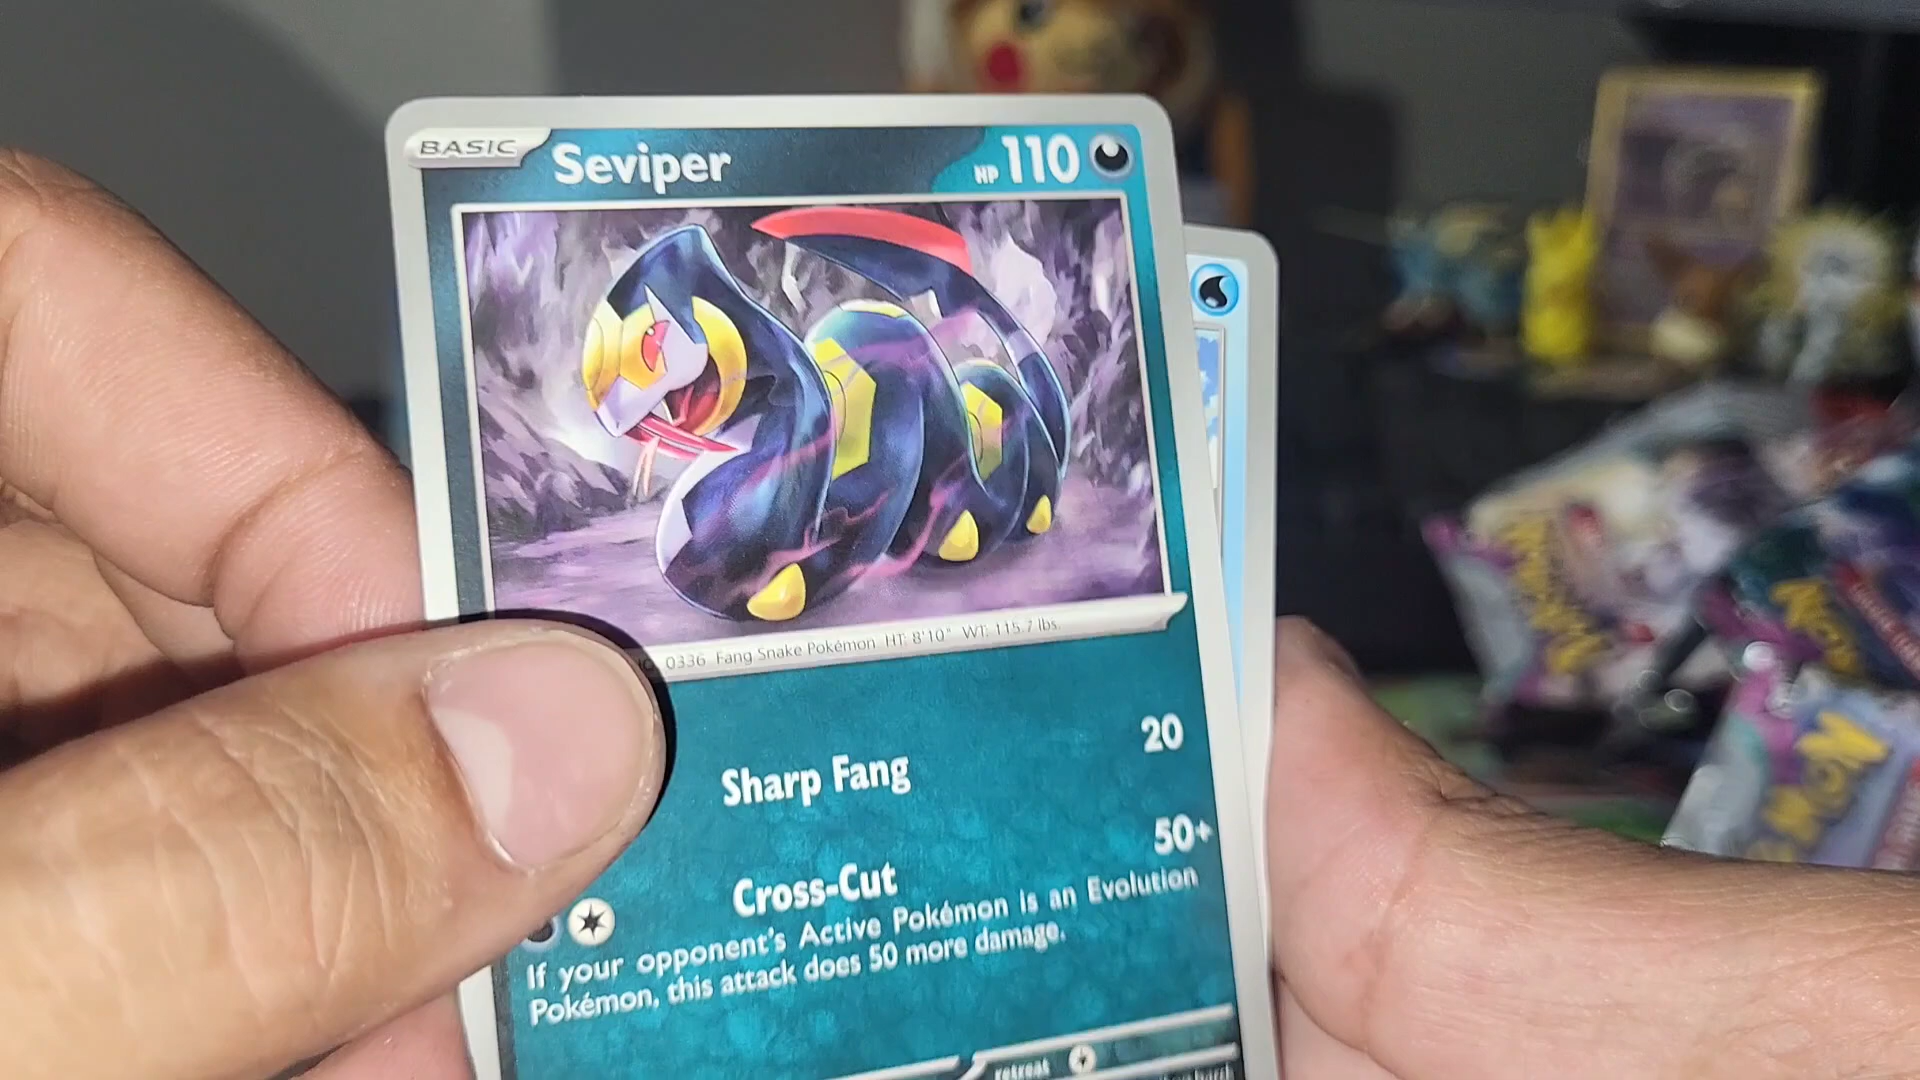 BASIC Seviper HP 110
0336 Fang Snake Pokémon HT: 8'10" WT: 115.7 lbs.
Sharp Fang 20
Cross-Cut 50+
If your opponent's Active Pokémon is an Evolution
Pokémon, this attack does 50 more damage.
retreat